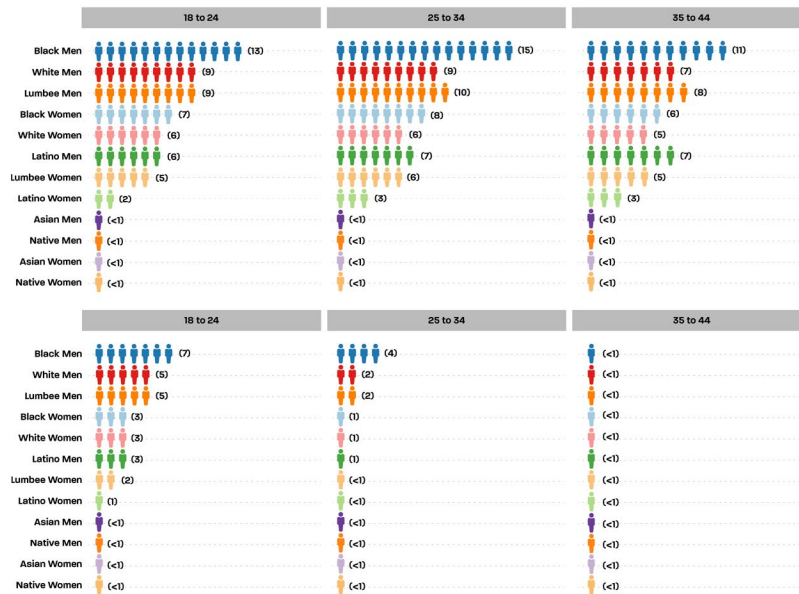 18 to 24 25 to 34 35 to 44
Black Men (13) (15) (11)
White Men (9) (9) (7)
Lumbee Men (9) (10) (8)
Black Women (7) (8) (6)
White Women (6) (6) (5)
Latino Men (6) (7) (7)
Lumbee Women (5) (6) (5)
Latino Women (2) (3) (3)
Asian Men (<1) (<1) (<1)
Native Men (<1) (<1) (<1)
Asian Women (<1) (<1) (<1)
Native Women (<1) (<1) (<1)
18 to 24 25 to 34 35 to 44
Black Men (7) (4) (<1)
White Men (5) (2) (<1)
Lumbee Men (5) (2) (<1)
Black Women (3) (1) (<1)
White Women (3) (1) (<1)
Latino Men (3) (1) (<1)
Lumbee Women (2) (<1) (<1)
Latino Women (1) (<1) (<1)
Asian Men (<1) (<1) (<1)
Native Men (<1) (<1) (<1)
Asian Women (<1) (<1) (<1)
Native Women (<1) (<1) (<1)